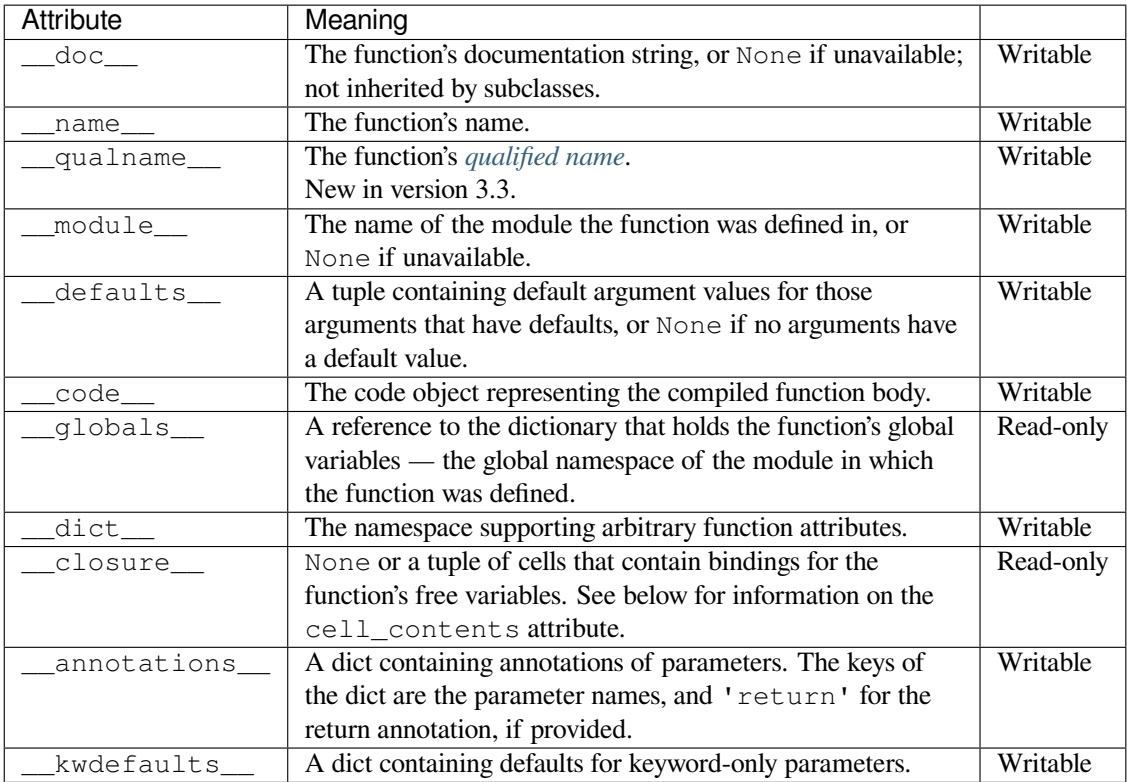 Attribute Meaning
__doc__ The function’s documentation string, or None if unavailable; Writable
not inherited by subclasses.
__name__ The function’s name. Writable
__qualname__ The function’s qualified name. Writable
New in version 3.3.
__module__ The name of the module the function was defined in, or Writable
None if unavailable.
__defaults__ A tuple containing default argument values for those Writable
arguments that have defaults, or None if no arguments have
a default value.
__code__ The code object representing the compiled function body. Writable
__globals__ A reference to the dictionary that holds the function’s global Read-only
variables — the global namespace of the module in which
the function was defined.
__dict__ The namespace supporting arbitrary function attributes. Writable
__closure__ None or a tuple of cells that contain bindings for the Read-only
function’s free variables. See below for information on the
cell_contents attribute.
__annotations__ A dict containing annotations of parameters. The keys of Writable
the dict are the parameter names, and 'return' for the
return annotation, if provided.
__kwdefaults__ A dict containing defaults for keyword-only parameters. Writable